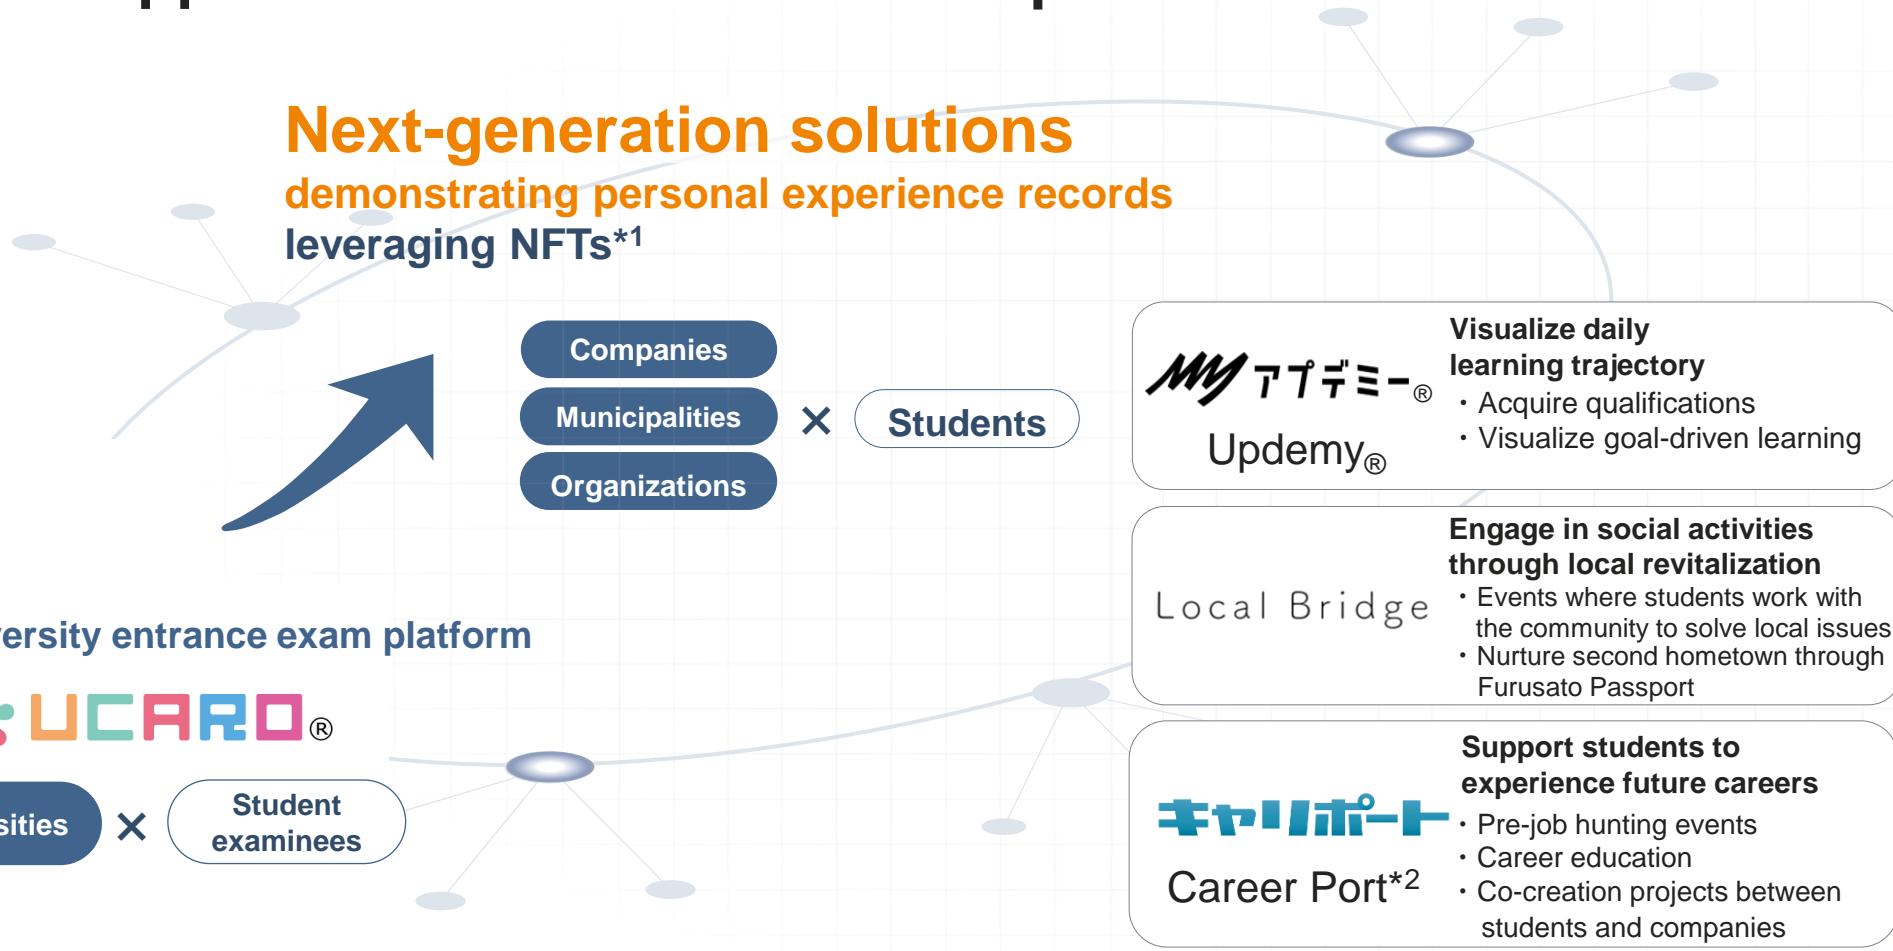 Next-generation solutions
demonstrating personal experience records
leveraging NFTs*1
Companies
Municipalities
Organizations
×
Students
entrance exam platform
UCARO®
×
Student
examinees
MYアプデミー®
Updemy®
Visualize daily
learning trajectory
・Acquire qualifications
・Visualize goal-driven learning
Local Bridge
Engage in social activities
through local revitalization
・Events where students work with
the community to solve local issues
・Nurture second hometown through
Furusato Passport
キャリポート
Career Port*2
Support students to
experience future careers
・Pre-job hunting events
・Career education
・Co-creation projects between
students and companies